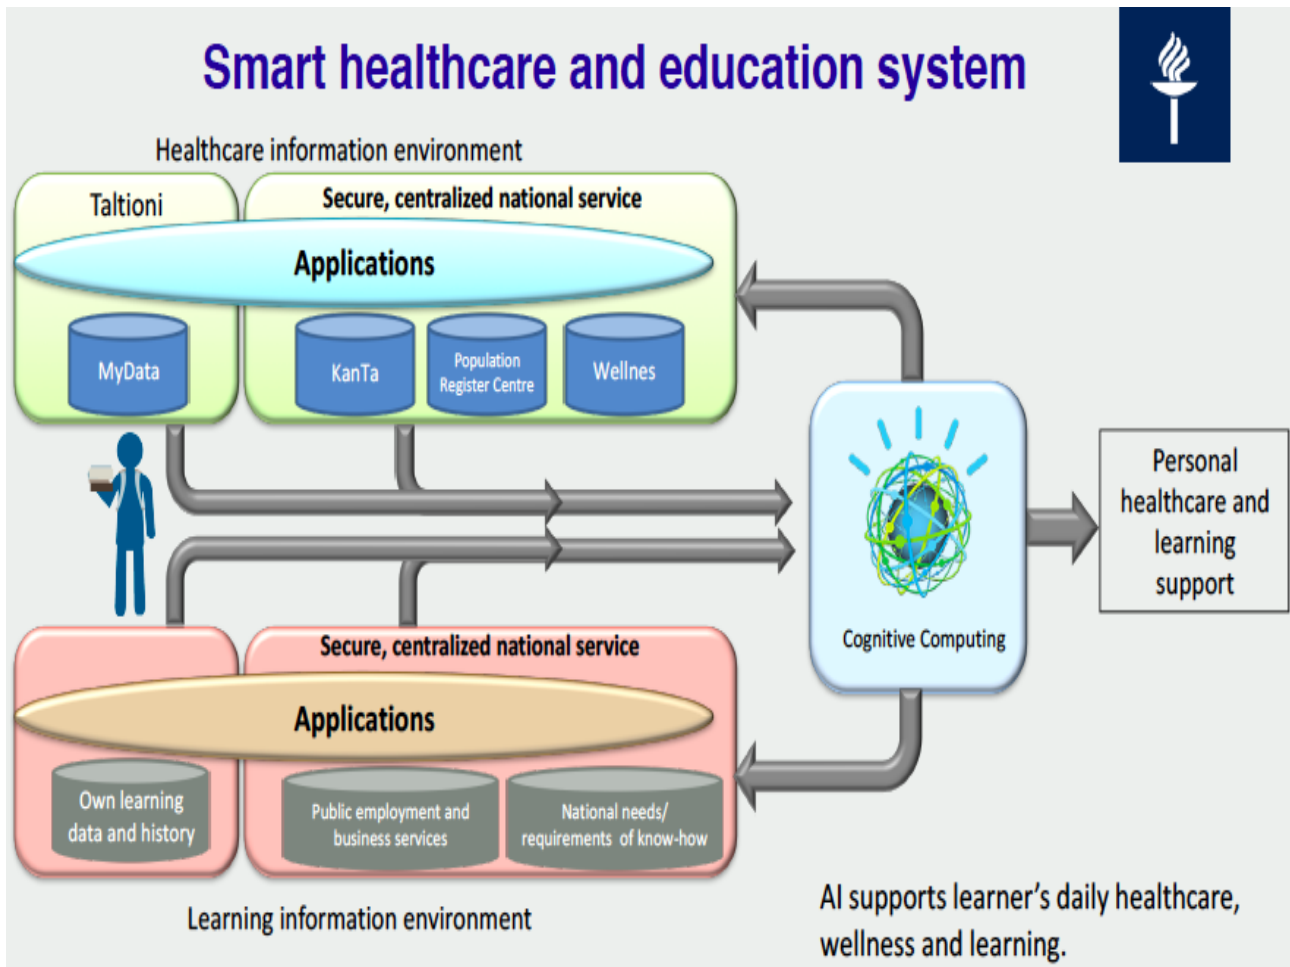 Smart healthcare and education system
Healthcare information environment
Taltioni
Secure, centralized national service
Applications
MyData
KanTa
Population
Register Centre
Wellnes
Personal
healthcare and
learning
support
Cognitive Computing
Secure, centralized national service
Applications
Own learning
data and history
Public employment and
business services
National needs/
requirements of know-how
Learning information environment
AI supports learner's daily healthcare,
wellness and learning.